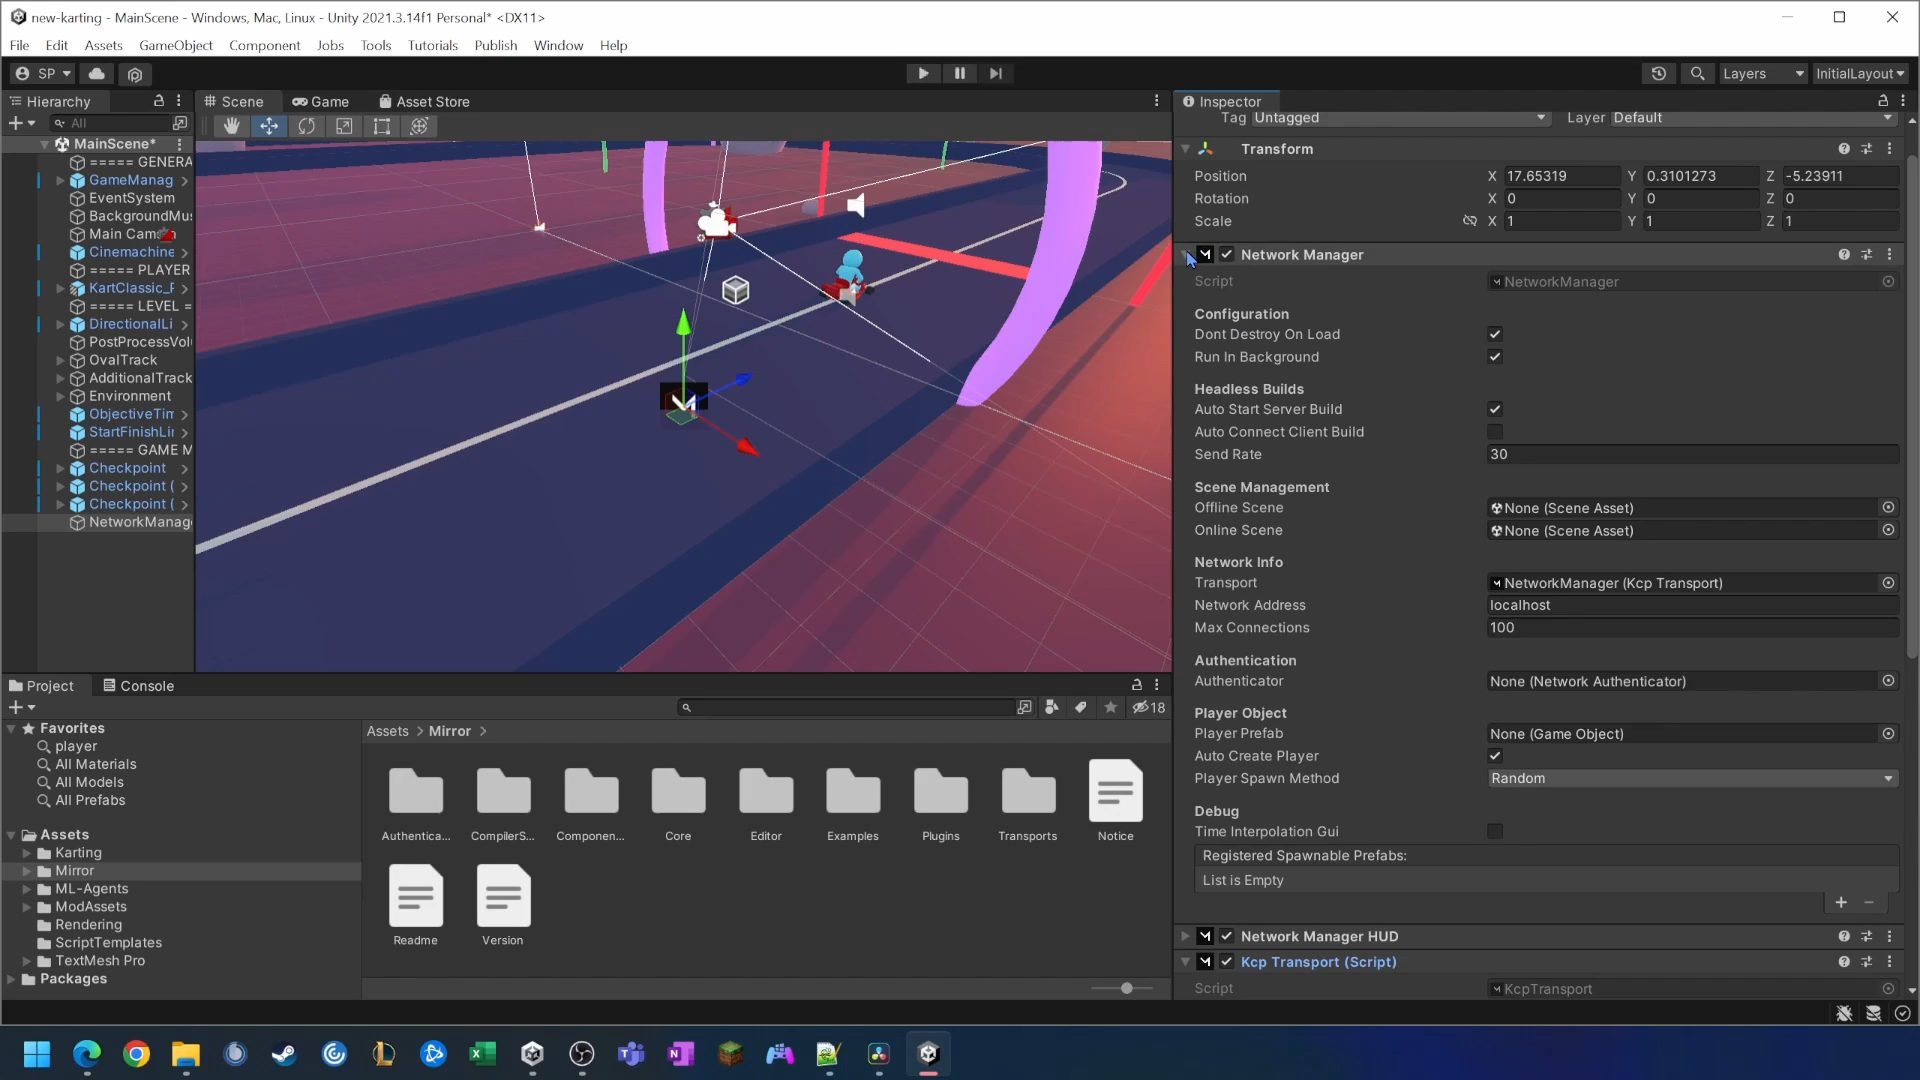 new-karting - MainScene - Windows, Mac, Linux - Unity 2021.3.14f1 Personal* <DX11>
File Edit Assets GameObject Component Jobs Tools Tutorials Publish Window Help
SP Layers InitialLayout
Hierarchy
All
MainScene*
===== GENERA
GameManag
EventSystem
BackgroundMus
Main Cam
Cinemachine
===== PLAYER
KartClassic_F
===== LEVEL =
DirectionalLi
PostProcessVol
OvalTrack
AdditionalTrack
Environment
ObjectiveTim
StartFinishLin
===== GAME M
Checkpoint
Checkpoint (
Checkpoint (
NetworkManag
Scene Game Asset Store
Inspector
Tag Untagged Layer Default
Transform
Position X 17.65319 Y 0.3101273 Z -5.23911
Rotation X 0 Y 0 Z 0
Scale X 1 Y 1 Z 1
Network Manager
Script NetworkManager
Configuration
Dont Destroy On Load
Run In Background
Headless Builds
Auto Start Server Build
Auto Connect Client Build
Send Rate 30
Scene Management
Offline Scene None (Scene Asset)
Online Scene None (Scene Asset)
Network Info
Transport NetworkManager (Kcp Transport)
Network Address localhost
Max Connections 100
Authentication
Authenticator None (Network Authenticator)
Player Object
Player Prefab None (Game Object)
Auto Create Player
Player Spawn Method Random
Debug
Time Interpolation Gui
Registered Spawnable Prefabs:
List is Empty
+ −
Network Manager HUD
Kcp Transport (Script)
Script KcpTransport
Project Console
18
Favorites
player
All Materials
All Models
All Prefabs
Assets
Karting
Mirror
ML-Agents
ModAssets
Rendering
ScriptTemplates
TextMesh Pro
Packages
Assets > Mirror >
Authentica... CompilerS... Componen... Core Editor Examples Plugins Transports Notice
Readme Version